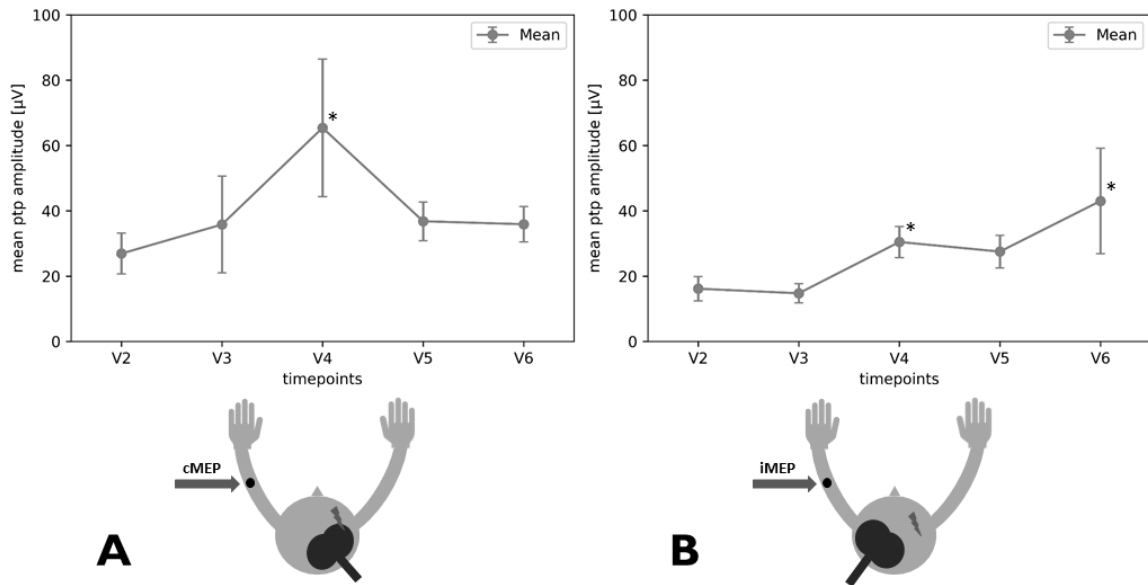 100
80
60
40
20
0
mean ptp amplitude [µV]
Mean
*
V2 V3 V4 V5 V6
timepoints
cMEP
A
100
80
60
40
20
0
mean ptp amplitude [µV]
Mean
*
*
V2 V3 V4 V5 V6
timepoints
iMEP
B